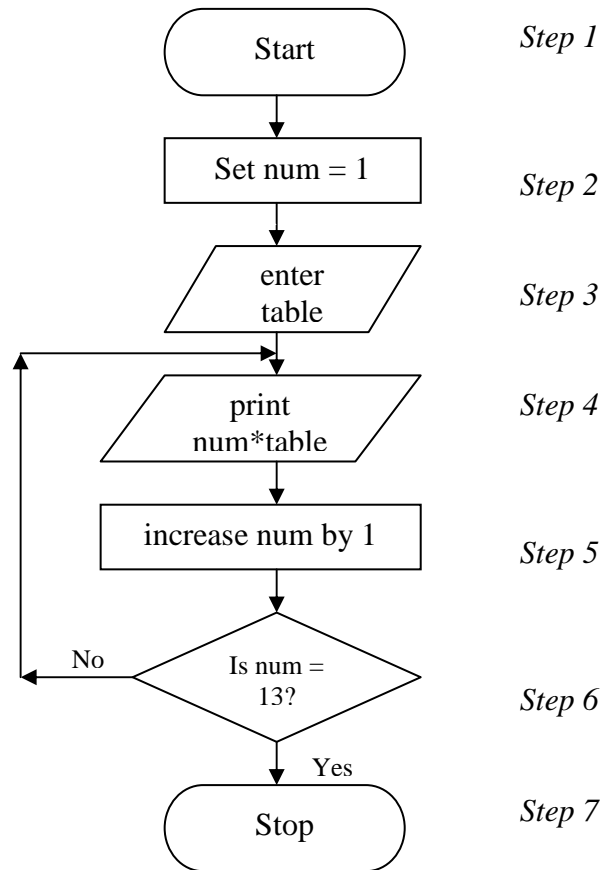 Start
Step 1
Set num = 1
Step 2
enter
table
Step 3
print
num*table
Step 4
increase num by 1
Step 5
No
Is num =
13?
Step 6
Yes
Stop
Step 7